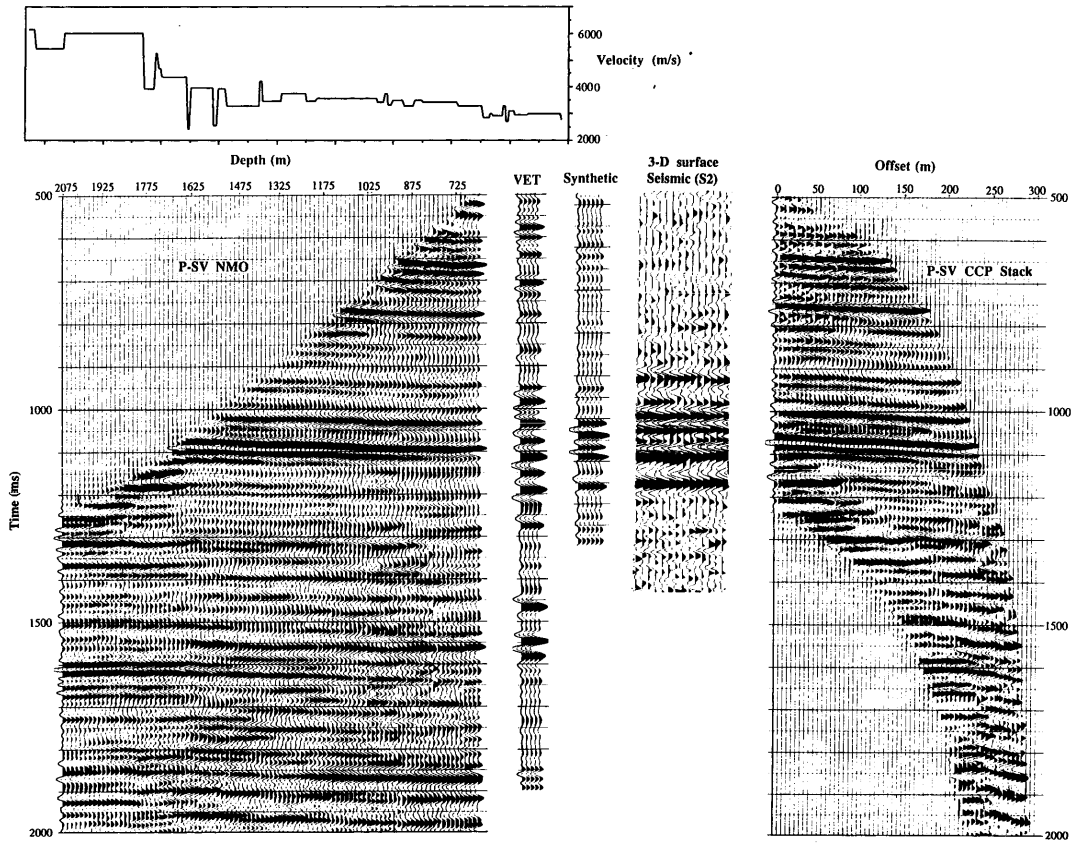 6000
Velocity (m/s)
4000
2000
Depth (m)
2075 1925 1775 1625 1475 1325 1175 1025 875 725
VET
Synthetic
3-D surface
Seismic (S2)
Offset (m)
0 50 100 150 200 250 300
500
500
P-SV NMO
P-SV CCP Stack
1000
1000
Time (ms)
1500
1500
2000
2000